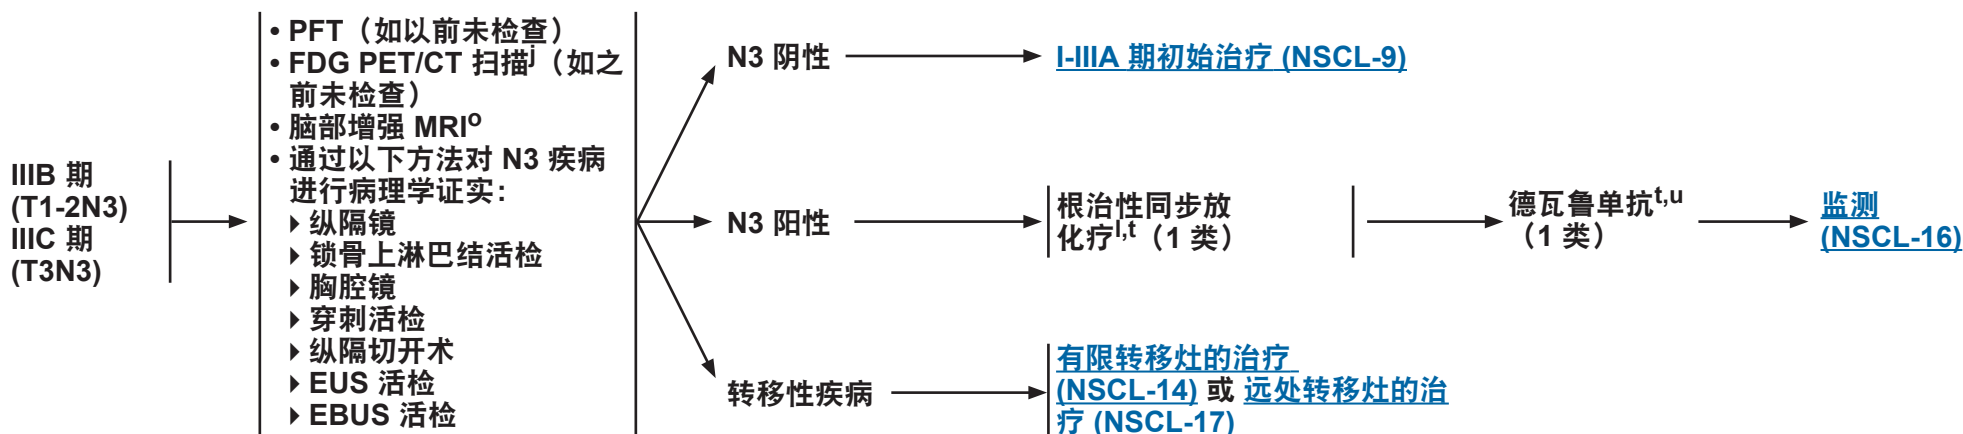 IIIB 期
(T1-2N3)
IIIC 期
(T3N3)
• PFT（如以前未检查）
• FDG PET/CT 扫描j（如之
前未检查）
• 脑部增强 MRIo
• 通过以下方法对 N3 疾病
进行病理学证实：
纵隔镜
锁骨上淋巴结活检
胸腔镜
穿刺活检
纵隔切开术
EUS 活检
EBUS 活检
N3 阴性
I-IIIA 期初始治疗 (NSCL-9)
N3 阳性
根治性同步放
化疗l,t（1 类）
德瓦鲁单抗t,u
（1 类）
监测
(NSCL-16)
转移性疾病
有限转移灶的治疗
(NSCL-14) 或 远处转移灶的治
疗 (NSCL-17)